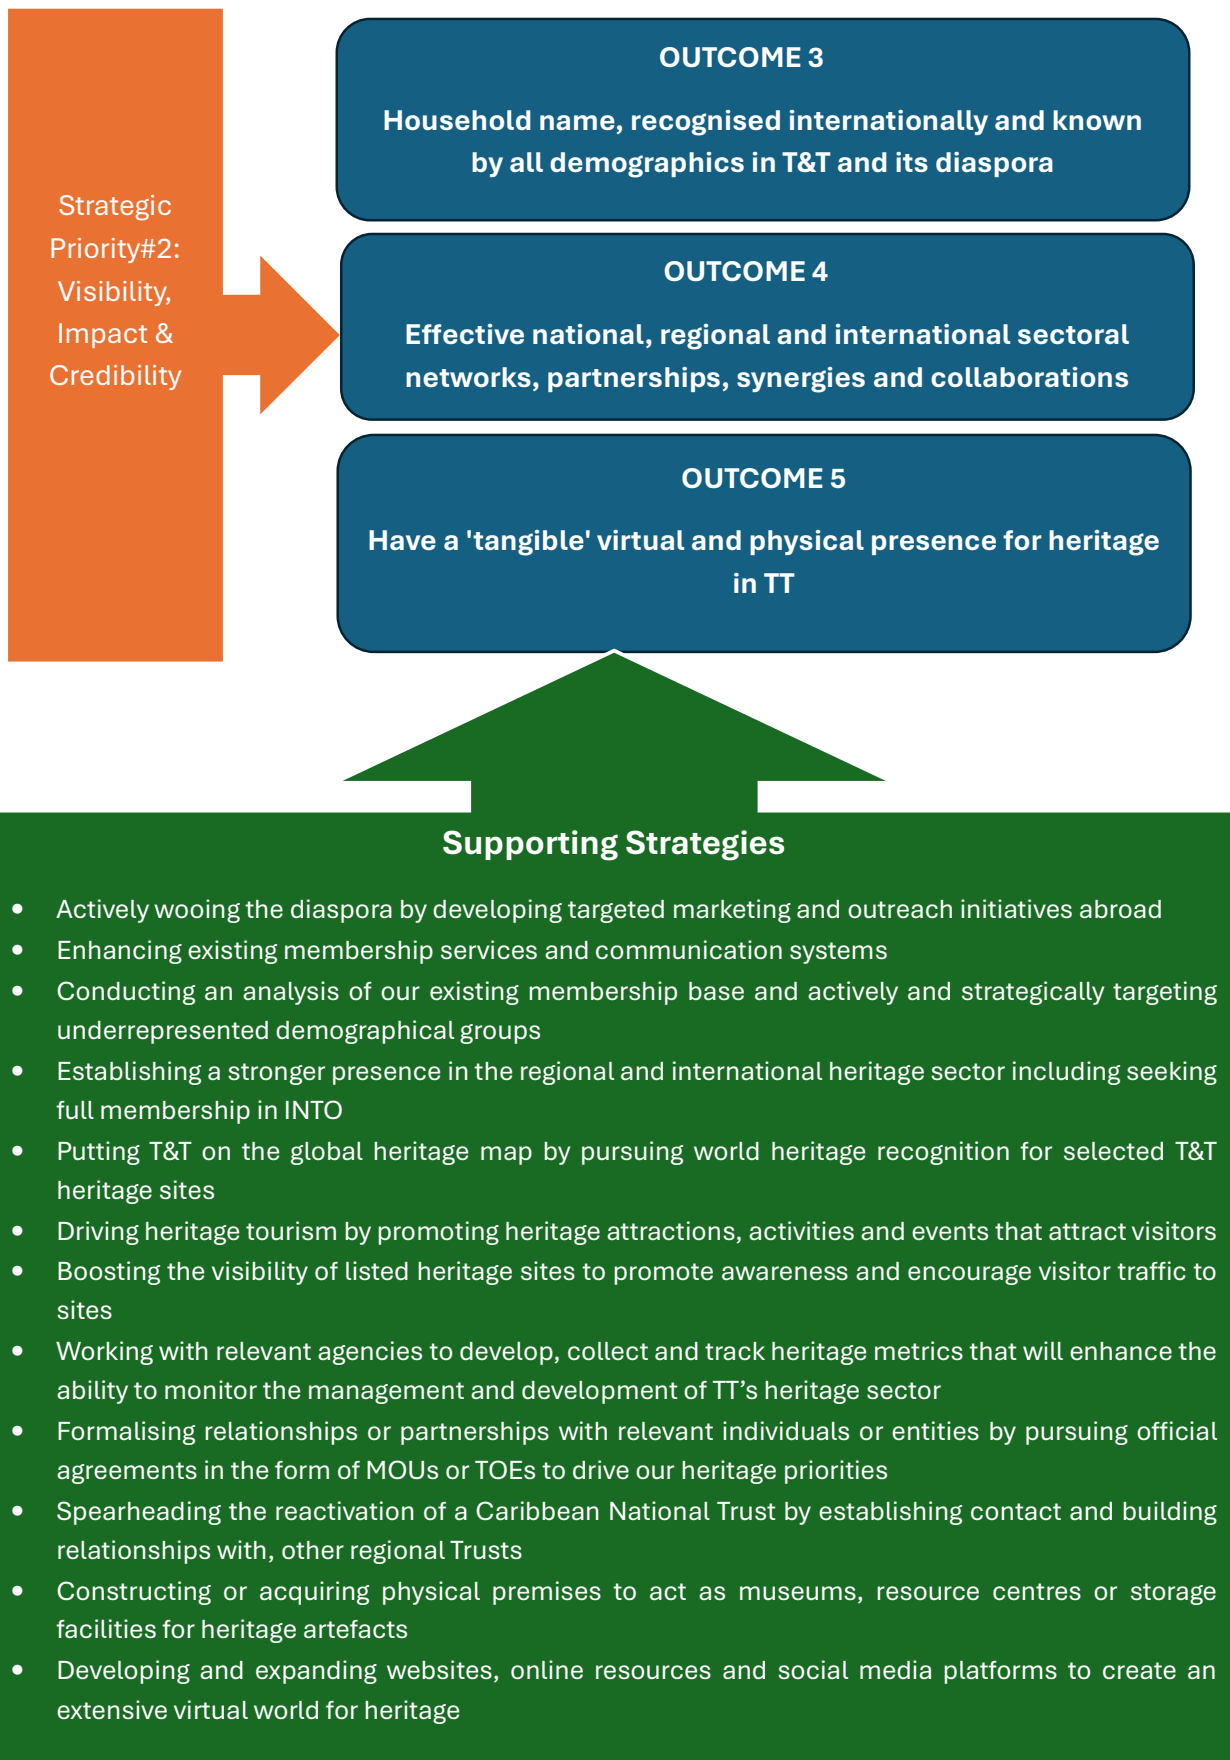 Strategic
Priority#2:
Visibility,
Impact &
Credibility
OUTCOME 3
Household name, recognised internationally and known
by all demographics in T&T and its diaspora
OUTCOME 4
Effective national, regional and international sectoral
networks, partnerships, synergies and collaborations
OUTCOME 5
Have a 'tangible' virtual and physical presence for heritage
in TT
Supporting Strategies
• Actively wooing the diaspora by developing targeted marketing and outreach initiatives abroad
• Enhancing existing membership services and communication systems
• Conducting an analysis of our existing membership base and actively and strategically targeting
underrepresented demographical groups
• Establishing a stronger presence in the regional and international heritage sector including seeking
full membership in INTO
• Putting T&T on the global heritage map by pursuing world heritage recognition for selected T&T
heritage sites
• Driving heritage tourism by promoting heritage attractions, activities and events that attract visitors
• Boosting the visibility of listed heritage sites to promote awareness and encourage visitor traffic to
sites
• Working with relevant agencies to develop, collect and track heritage metrics that will enhance the
ability to monitor the management and development of TT’s heritage sector
• Formalising relationships or partnerships with relevant individuals or entities by pursuing official
agreements in the form of MOUs or TOEs to drive our heritage priorities
• Spearheading the reactivation of a Caribbean National Trust by establishing contact and building
relationships with, other regional Trusts
• Constructing or acquiring physical premises to act as museums, resource centres or storage
facilities for heritage artefacts
• Developing and expanding websites, online resources and social media platforms to create an
extensive virtual world for heritage